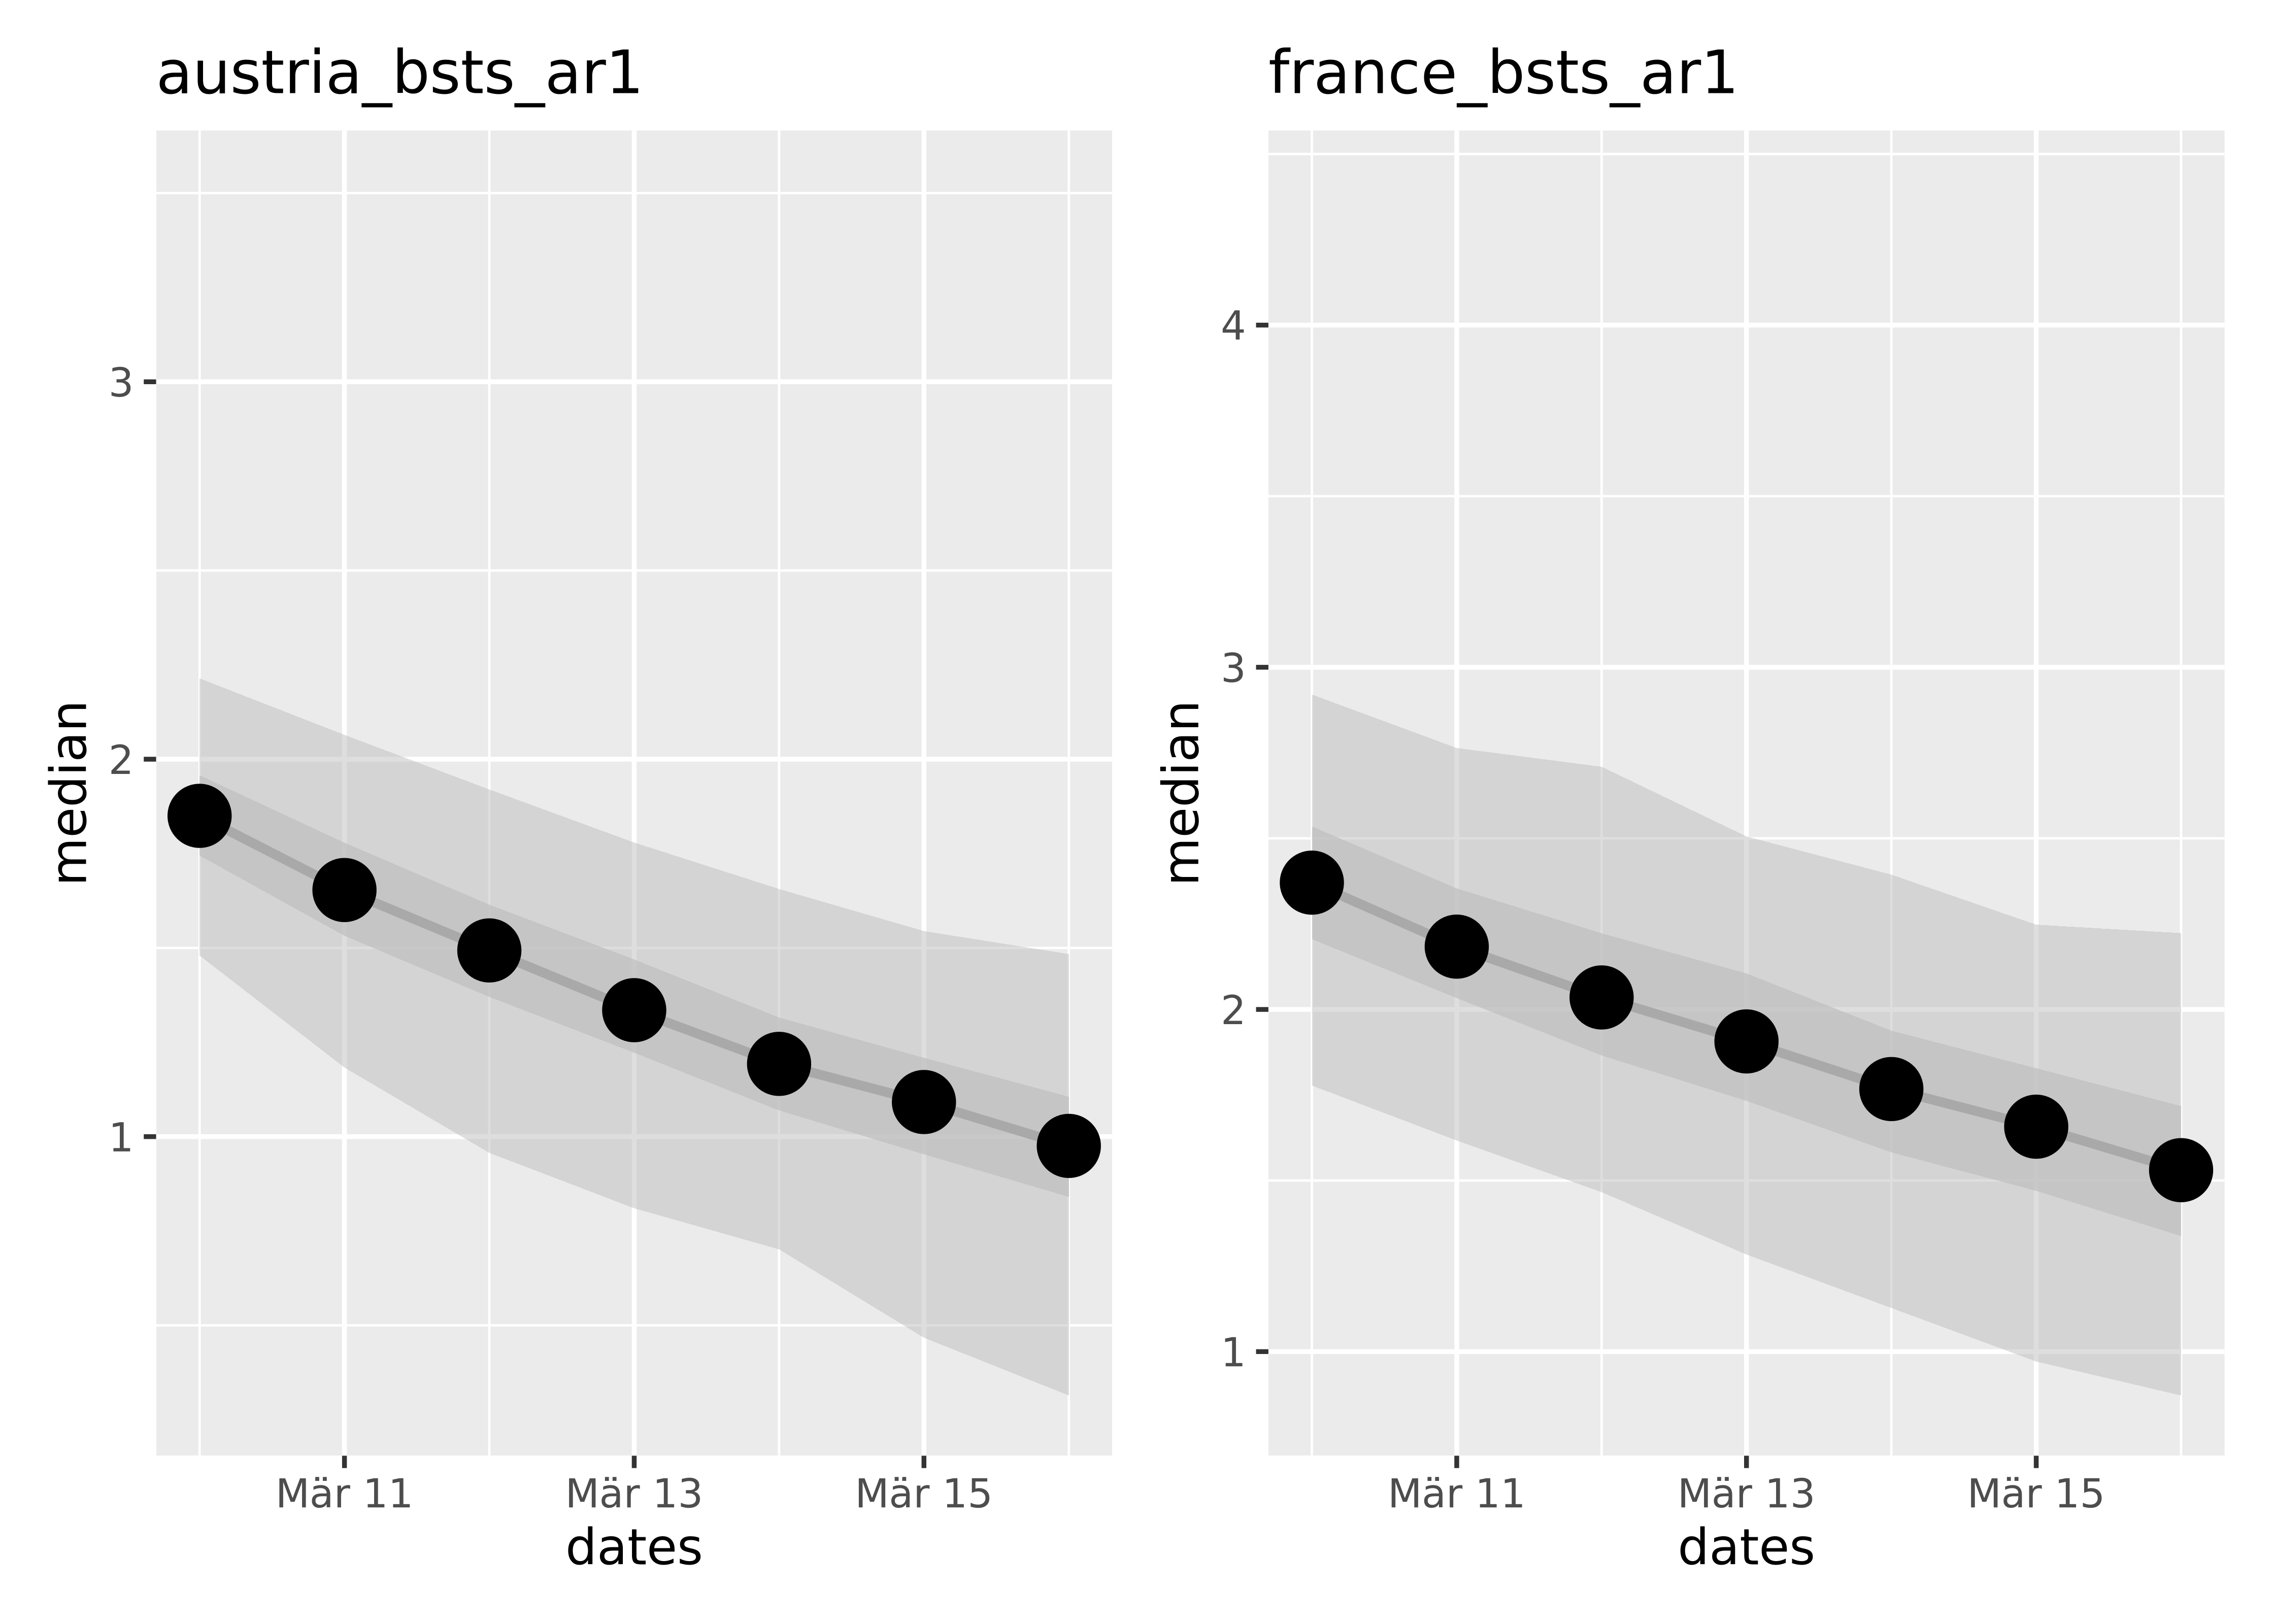 austria_bsts_ar1
median
3
2
1
Mär 11 Mär 13 Mär 15
dates
france_bsts_ar1
median
4
3
2
1
Mär 11 Mär 13 Mär 15
dates